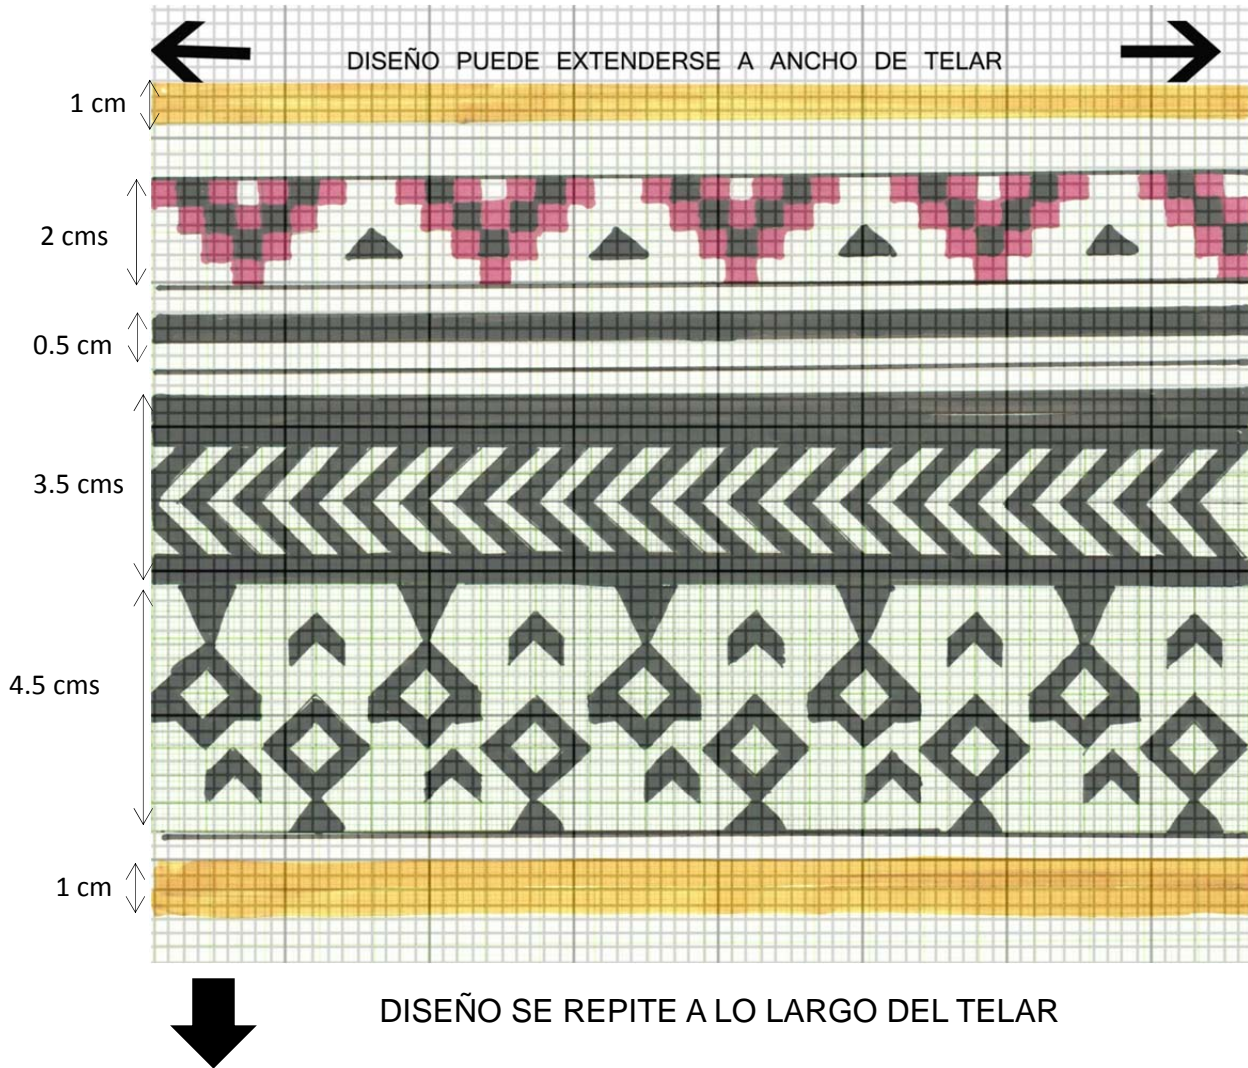 DISEÑO PUEDE EXTENDERSE A ANCHO DE TELAR
1 cm
2 cms
0.5 cm
3.5 cms
4.5 cms
1 cm
DISEÑO SE REPITE A LO LARGO DEL TELAR